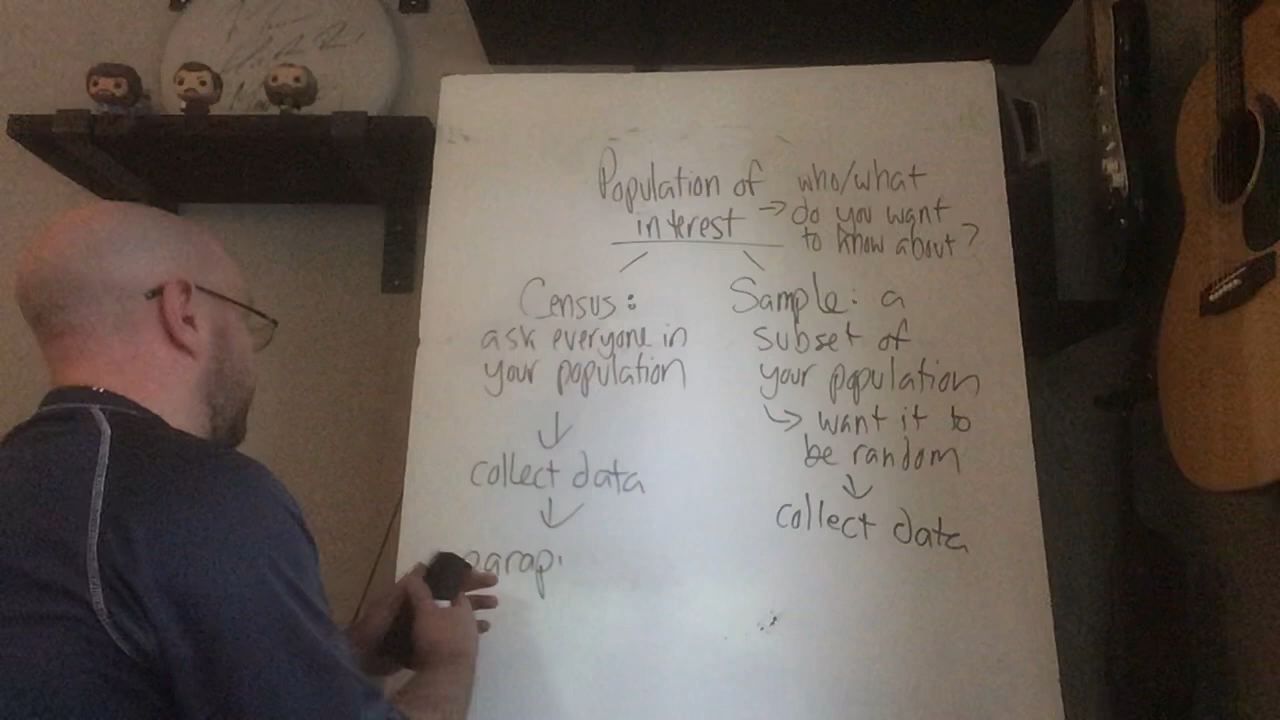 Population of
interest
→ who/what
do you want
to know about?
Census:
ask everyone in
your population
↓
collect data
↓
parap
Sample: a
subset of
your population
↳ want it to
be random
↓
collect data